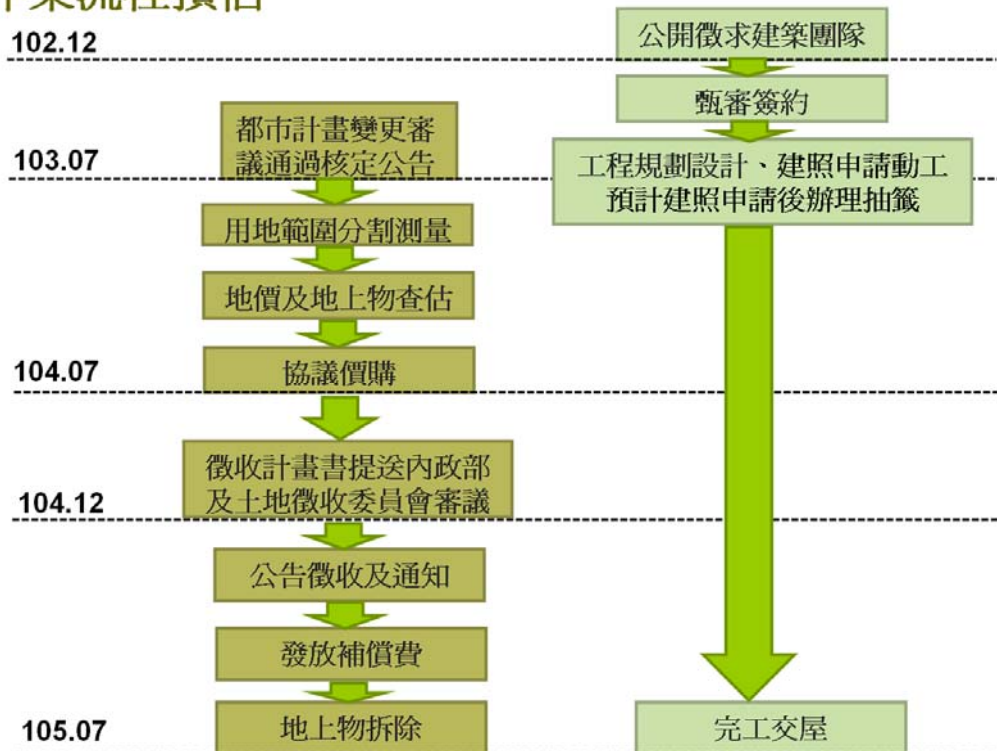 作業流程預估
102.12
公開徵求建築團隊
甄審簽約
都市計畫變更審
議通過核定公告
103.07
工程規劃設計、建照申請動工
預計建照申請後辦理抽籤
用地範圍分割測量
地價及地上物查估
104.07
協議價購
徵收計畫書提送內政部
及土地徵收委員會審議
104.12
公告徵收及通知
發放補償費
105.07
地上物拆除
完工交屋